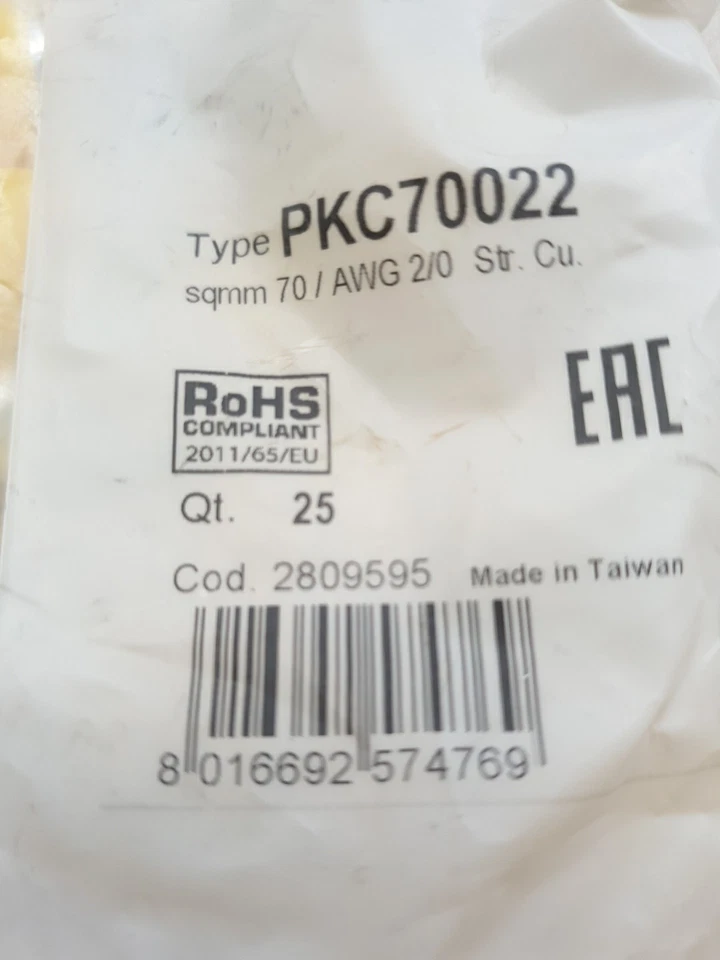 Type PKC70022
sqmm 70 / AWG 2/0 Str. Cu.
RoHS
COMPLIANT
2011/65/EU
EAC
Qt. 25
Cod. 2809595 Made in Taiwan
8 016692 574769